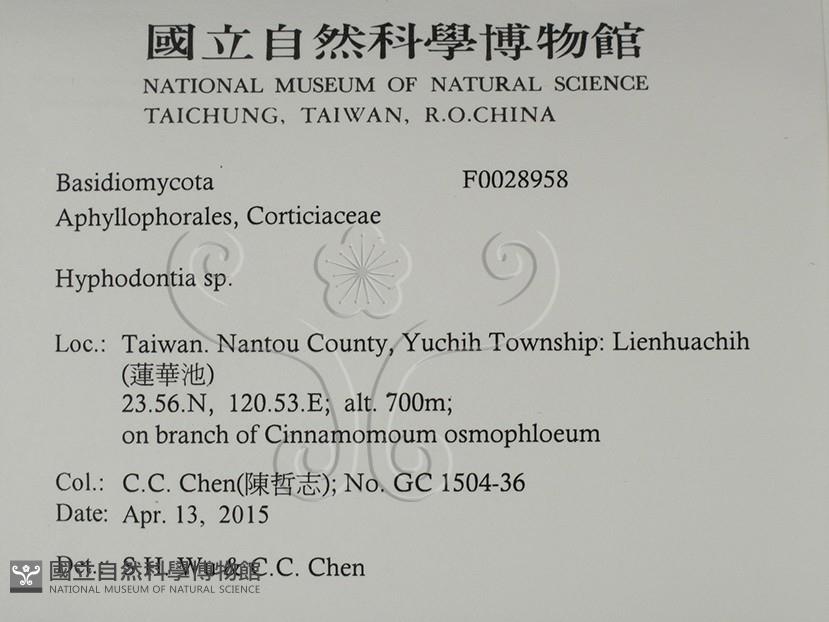 國立自然科學博物館
NATIONAL MUSEUM OF NATURAL SCIENCE
TAICHUNG, TAIWAN, R.O.CHINA
Basidiomycota F0028958
Aphyllophorales, Corticiaceae
Hyphodontia sp.
Loc.: Taiwan. Nantou County, Yuchih Township: Lienhuachih
(蓮華池)
23.56.N, 120.53.E; alt. 700m;
on branch of Cinnamomoum osmophloeum
Col.: C.C. Chen(陳哲志); No. GC 1504-36
Date: Apr. 13, 2015
Det.: S.H. Wu & C.C. Chen
國立自然科學博物館
NATIONAL MUSEUM OF NATURAL SCIENCE